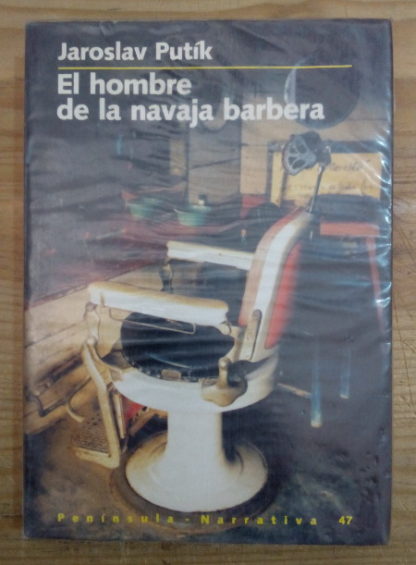 Jaroslav Putík
El hombre
de la navaja barbera
Península - Narrativa 47